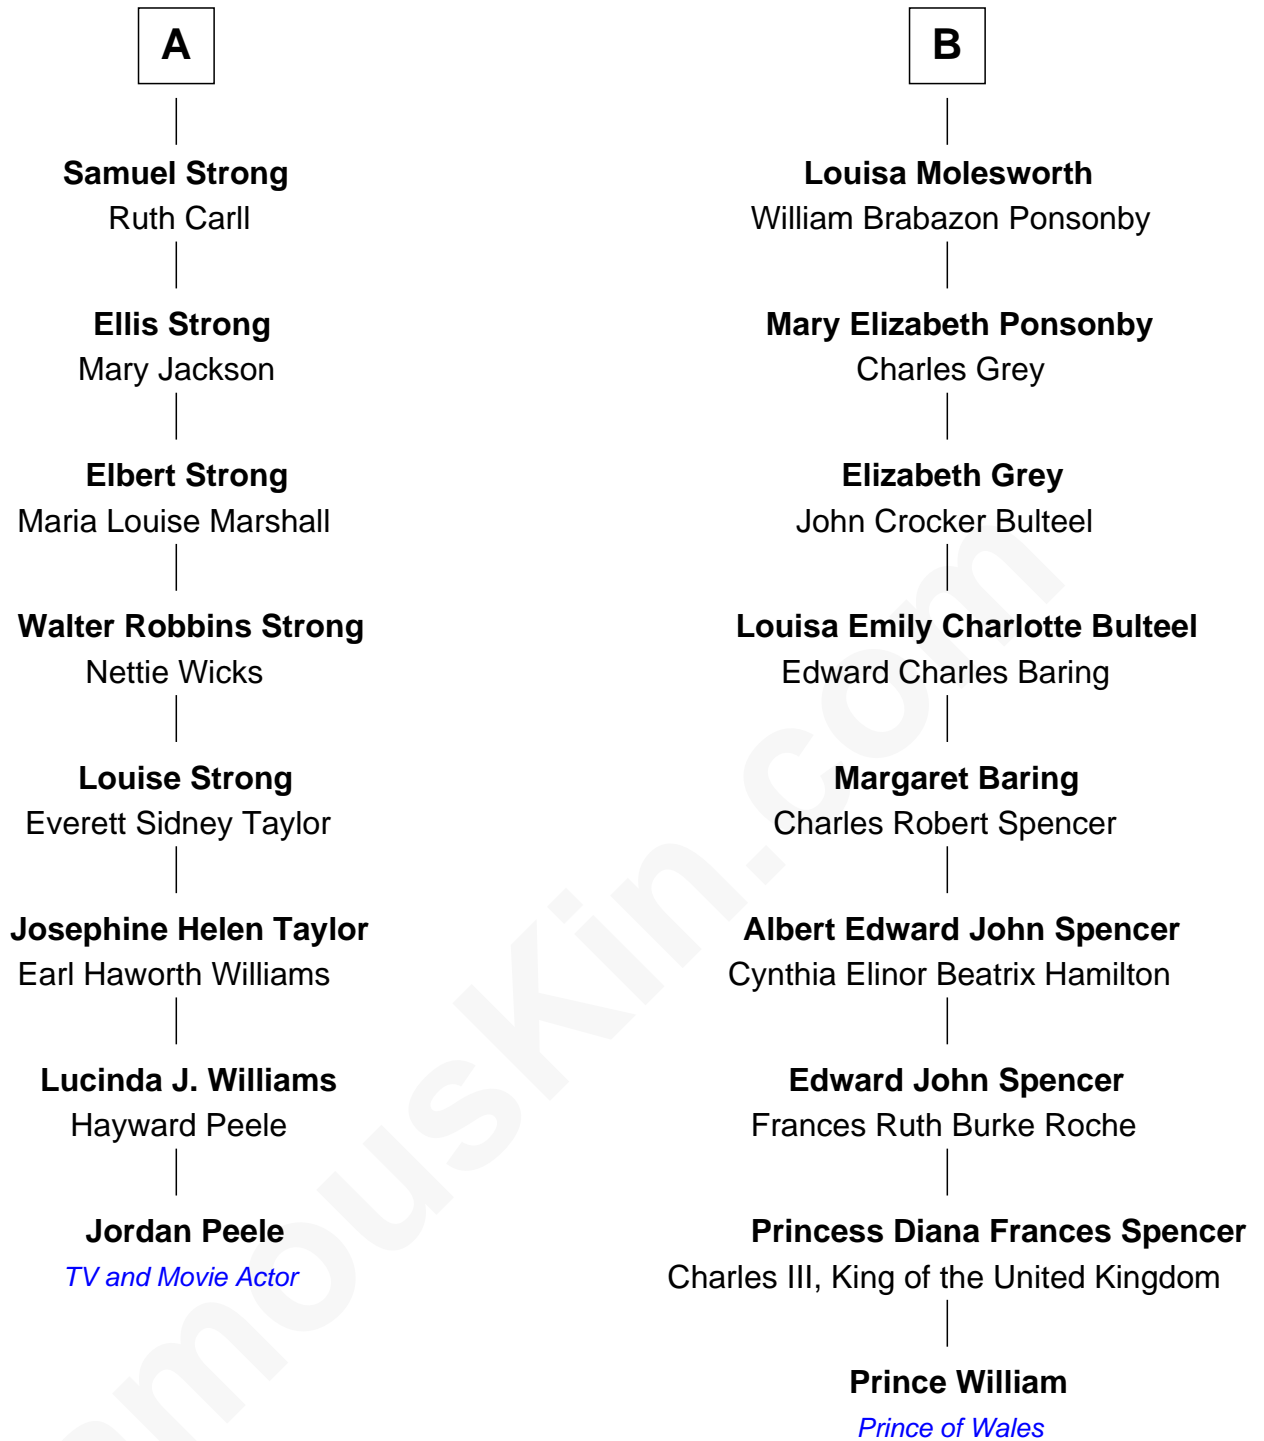 A
Samuel Strong
Ruth Carll
Ellis Strong
Mary Jackson
Elbert Strong
Maria Louise Marshall
Walter Robbins Strong
Nettie Wicks
Louise Strong
Everett Sidney Taylor
Josephine Helen Taylor
Earl Haworth Williams
Lucinda J. Williams
Hayward Peele
Jordan Peele
TV and Movie Actor
B
Louisa Molesworth
William Brabazon Ponsonby
Mary Elizabeth Ponsonby
Charles Grey
Elizabeth Grey
John Crocker Bulteel
Louisa Emily Charlotte Bulteel
Edward Charles Baring
Margaret Baring
Charles Robert Spencer
Albert Edward John Spencer
Cynthia Elinor Beatrix Hamilton
Edward John Spencer
Frances Ruth Burke Roche
Princess Diana Frances Spencer
Charles III, King of the United Kingdom
Prince William
Prince of Wales
mousKin.com